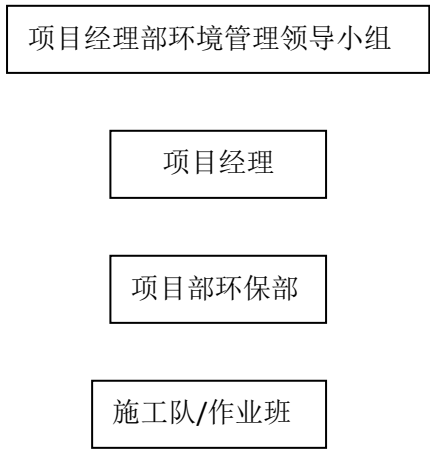 项目经理部环境管理领导小组
项目经理
项目部环保部
施工队/作业班